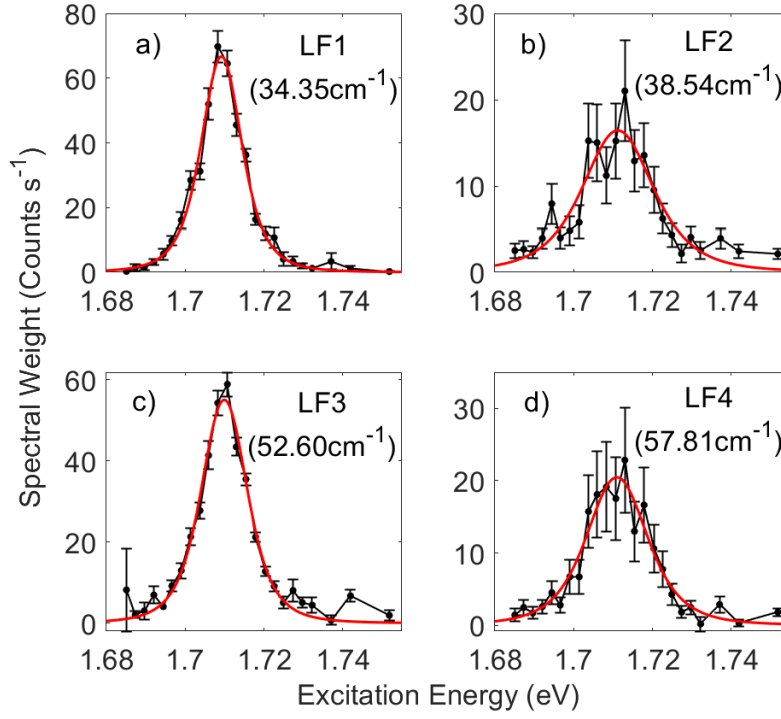 a)
LF1
(34.35cm⁻¹)
80
60
40
20
0
1.68
1.7
1.72
1.74
b)
LF2
(38.54cm⁻¹)
30
20
10
0
1.68
1.7
1.72
1.74
c)
LF3
(52.60cm⁻¹)
60
40
20
0
1.68
1.7
1.72
1.74
d)
LF4
(57.81cm⁻¹)
30
20
10
0
1.68
1.7
1.72
1.74
Spectral Weight (Counts s⁻¹)
Excitation Energy (eV)